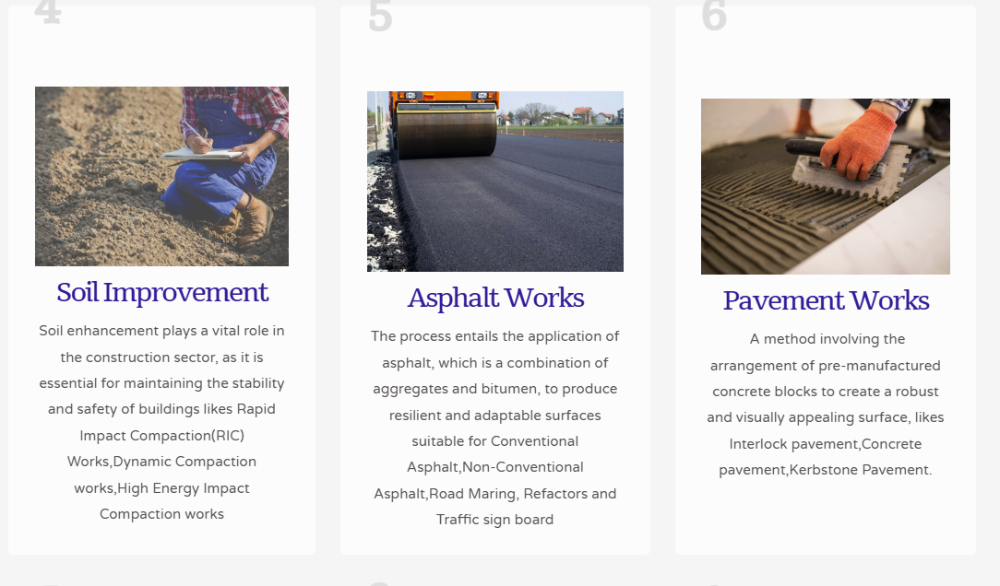 4
Soil Improvement
Soil enhancement plays a vital role in
the construction sector, as it is
essential for maintaining the stability
and safety of buildings likes Rapid
Impact Compaction(RIC)
Works,Dynamic Compaction
works,High Energy Impact
Compaction works
5
Asphalt Works
The process entails the application of
asphalt, which is a combination of
aggregates and bitumen, to produce
resilient and adaptable surfaces
suitable for Conventional
Asphalt,Non-Conventional
Asphalt,Road Maring, Refactors and
Traffic sign board
6
Pavement Works
A method involving the
arrangement of pre-manufactured
concrete blocks to create a robust
and visually appealing surface, likes
Interlock pavement,Concrete
pavement,Kerbstone Pavement.